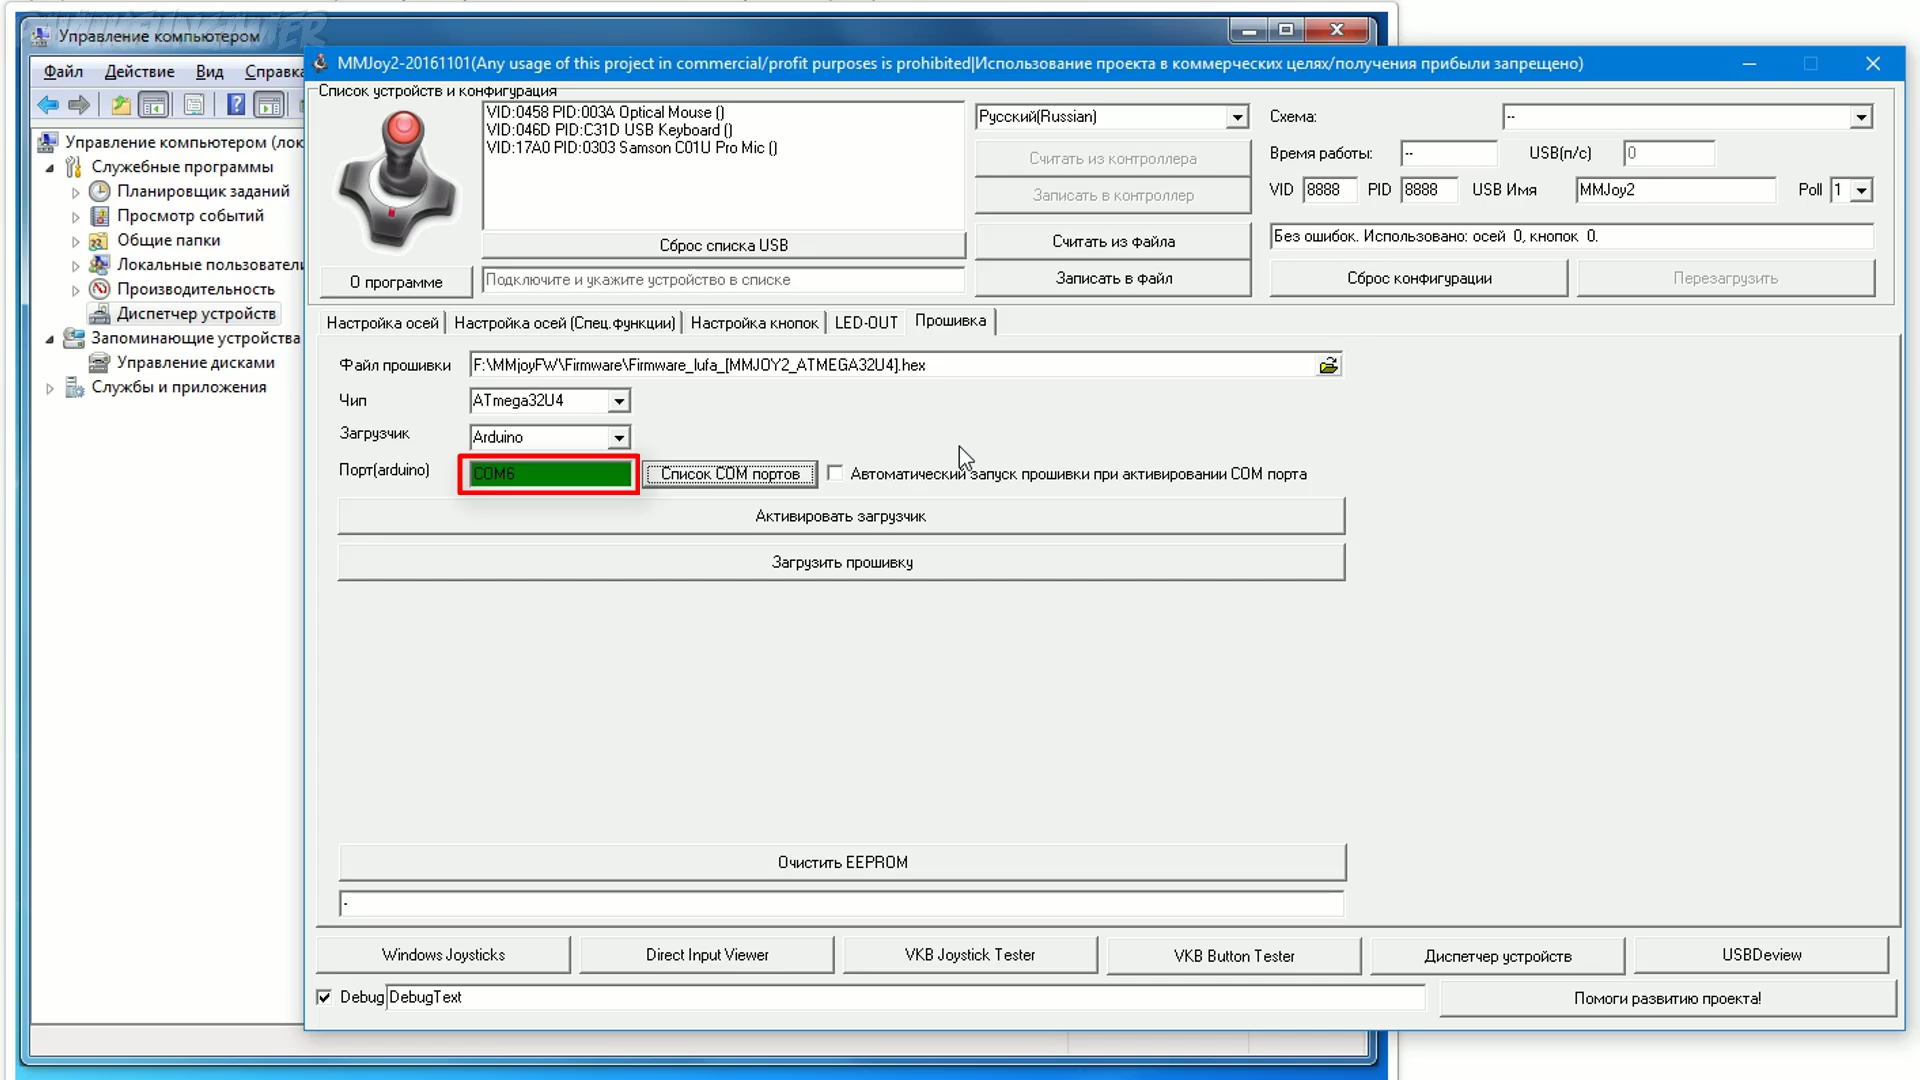 Управление компьютером
Файл Действие Вид Справка
Управление компьютером (лок
Служебные программы
Планировщик заданий
Просмотр событий
Общие папки
Локальные пользователи
Производительность
Диспетчер устройств
Запоминающие устройства
Управление дисками
Службы и приложения
MMJoy2-20161101(Any usage of this project in commercial/profit purposes is prohibited|Использование проекта в коммерческих целях/получения прибыли запрещено)
Список устройств и конфигурация
VID:0458 PID:003A Optical Mouse ()
VID:046D PID:C31D USB Keyboard ()
VID:17A0 PID:0303 Samson C01U Pro Mic ()
Сброс списка USB
О программе
Подключите и укажите устройство в списке
Русский(Russian)
Считать из контроллера
Записать в контроллер
Считать из файла
Записать в файл
Схема: --
Время работы: -- USB(п/с) 0
VID 8888 PID 8888 USB Имя MMJoy2 Poll 1
Без ошибок. Использовано: осей 0, кнопок 0.
Сброс конфигурации Перезагрузить
Настройка осей Настройка осей (Спец.функции) Настройка кнопок LED-OUT Прошивка
Файл прошивки F:\MMjoyFW\Firmware\Firmware_lufa_[MMJOY2_ATMEGA32U4].hex
Чип ATmega32U4
Загрузчик Arduino
Порт(arduino) COM6 Список COM портов Автоматический запуск прошивки при активировании COM порта
Активировать загрузчик
Загрузить прошивку
Очистить EEPROM
-
Windows Joysticks Direct Input Viewer VKB Joystick Tester VKB Button Tester Диспетчер устройств USBDeview
Debug DebugText
Помоги развитию проекта!